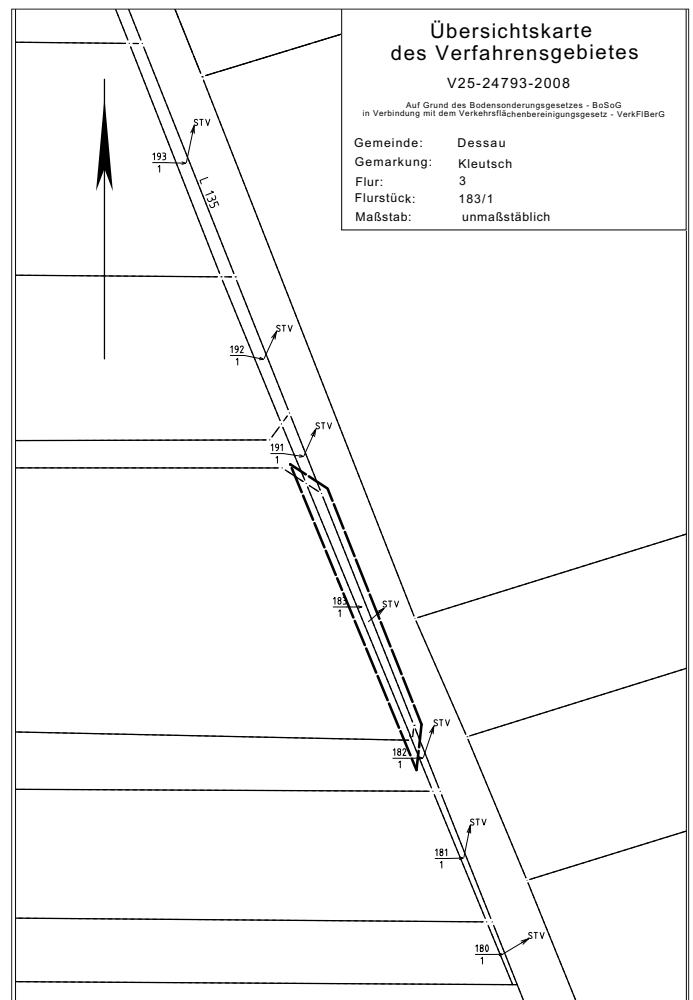 Übersichtskarte
des Verfahrensgebietes
V25-24793-2008
Auf Grund des Bodensonderungsgesetzes - BoSoG
in Verbindung mit dem Verkehrsflächenbereinigungsgesetz - VerkFlBerG
Gemeinde: Dessau
Gemarkung: Kleutsch
Flur: 3
Flurstück: 183/1
Maßstab: unmaßstäblich
STV
193
1
L 135
STV
192
1
STV
191
1
183
1
STV
STV
182
1
STV
181
1
STV
180
1